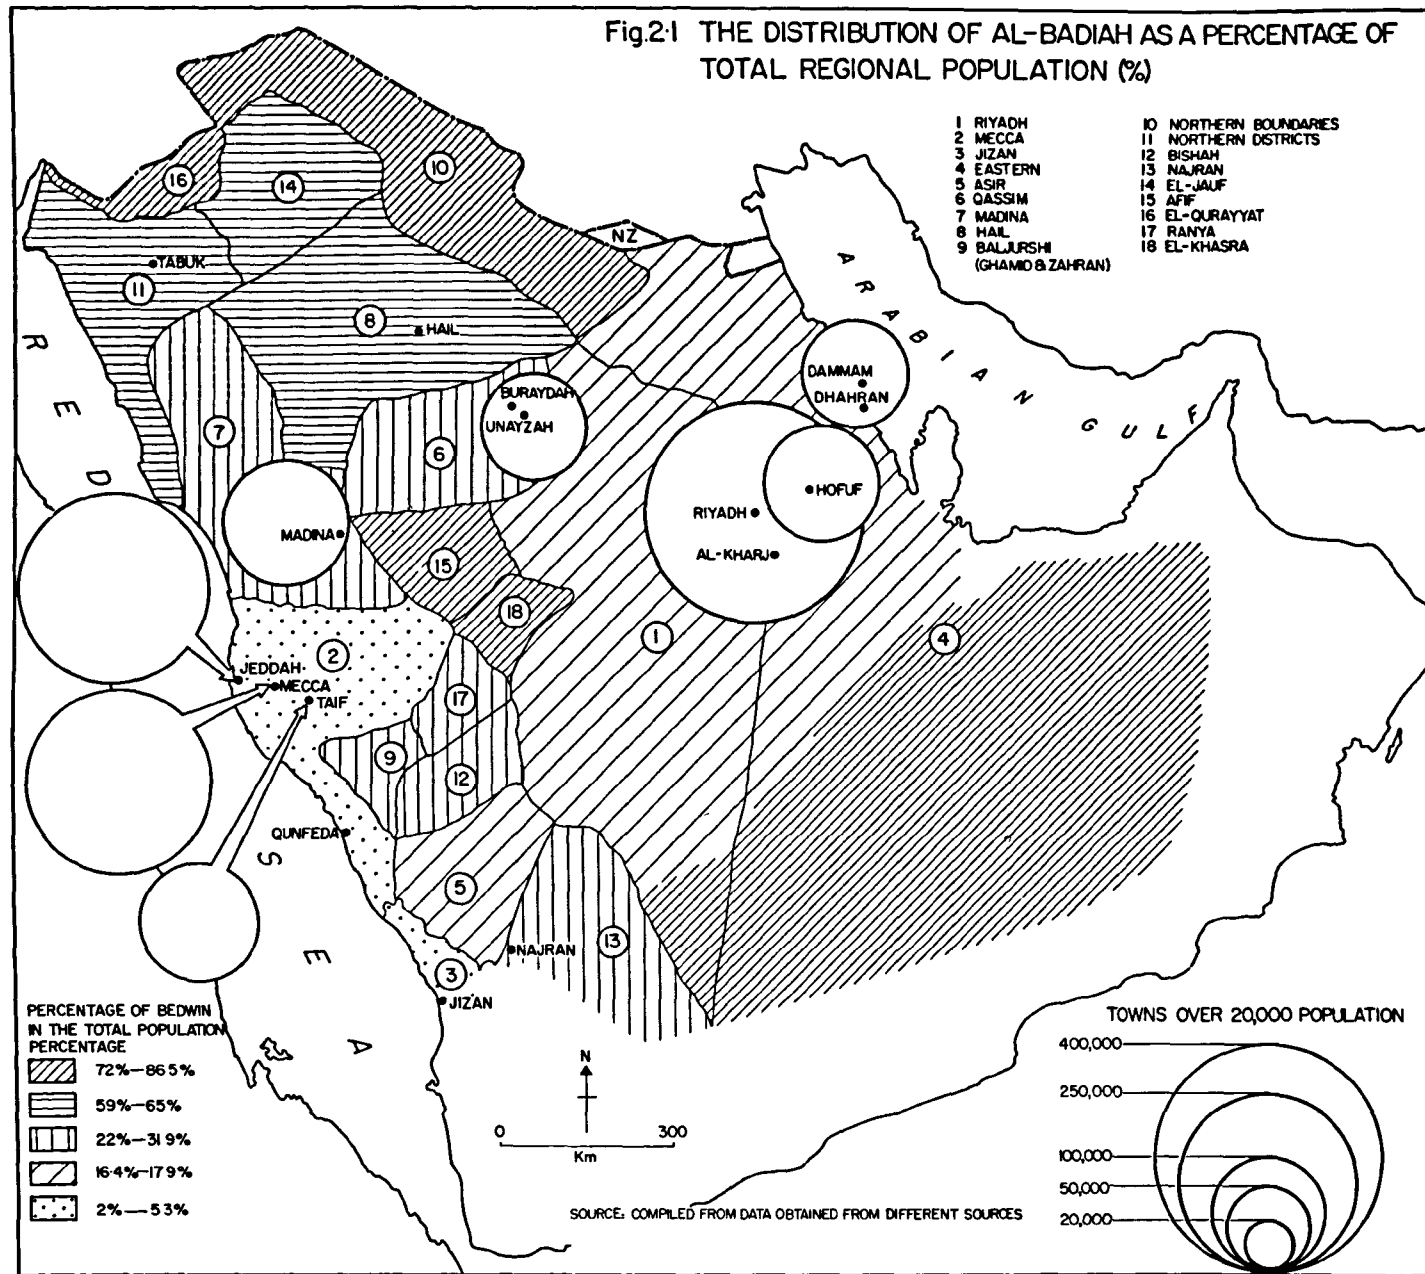 Fig.2·1 THE DISTRIBUTION OF AL-BADIAH AS A PERCENTAGE OF
TOTAL REGIONAL POPULATION (%)
1 RIYADH
2 MECCA
3 JIZAN
4 EASTERN
5 ASIR
6 QASSIM
7 MADINA
8 HAIL
9 BALJURSHI
(GHAMID & ZAHRAN)
10 NORTHERN BOUNDARIES
11 NORTHERN DISTRICTS
12 BISHAH
13 NAJRAN
14 EL-JAUF
15 AFIF
16 EL-QURAYYAT
17 RANYA
18 EL-KHASRA
10
16
14
NZ
TABUK
11
8
HAIL
ARABIAN GULF
RED SEA
DAMMAM
DHAHRAN
BURAYDAH
UNAYZAH
7
6
HOFUF
RIYADH
AL-KHARJ
MADINA
15
18
1
4
2
JEDDAH
MECCA
TAIF
17
9
12
QUNFEDA
5
13
NAJRAN
3
JIZAN
PERCENTAGE OF BEDWIN
IN THE TOTAL POPULATION
PERCENTAGE
72%—86 5%
59%—65%
22%—31 9%
16·4%—17 9%
2%—5 3%
N
0 300
Km
SOURCE: COMPILED FROM DATA OBTAINED FROM DIFFERENT SOURCES
TOWNS OVER 20,000 POPULATION
400,000
250,000
100,000
50,000
20,000